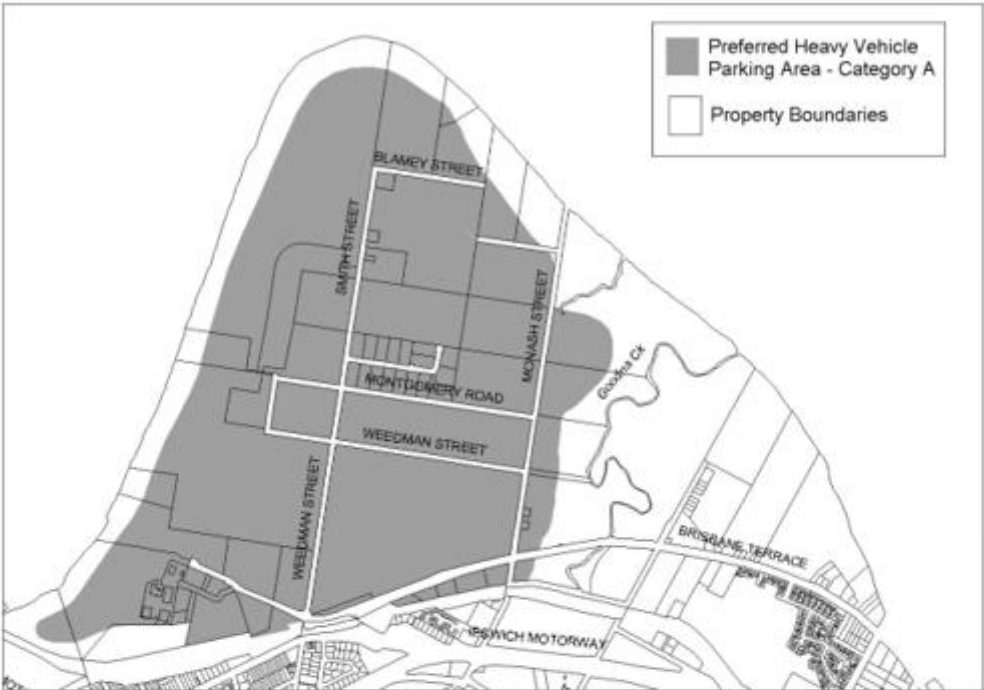 Preferred Heavy Vehicle
Parking Area - Category A
Property Boundaries
BLAMEY STREET
SMITH STREET
MONASH STREET
Goodna Ck
MONTGOMERY ROAD
WEEDMAN STREET
WEEDMAN STREET
BRISBANE TERRACE
IPSWICH MOTORWAY